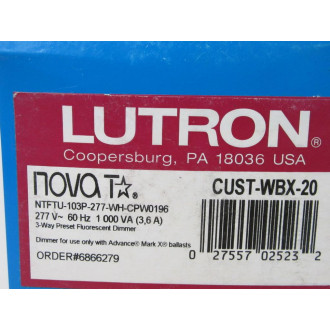 LUTRON®
Coopersburg, PA 18036 USA
NOVA T☆®
CUST-WBX-20
NTFTU-103P-277-WH-CPW0196
277 V~ 60 Hz 1 000 VA (3,6 A)
3-Way Preset Fluorescent Dimmer
Dimmer for use only with Advance® Mark X® ballasts
ORDER#6866279
0 27557 02523 2